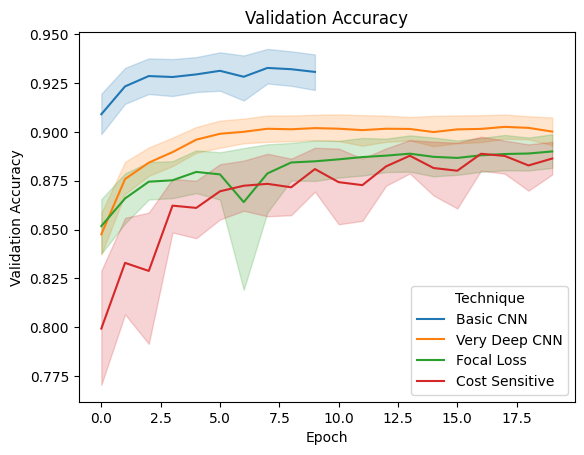 Validation Accuracy
0.950
0.925
0.900
0.875
0.850
0.825
0.800
0.775
Validation Accuracy
Technique
Basic CNN
Very Deep CNN
Focal Loss
Cost Sensitive
0.0 2.5 5.0 7.5 10.0 12.5 15.0 17.5
Epoch